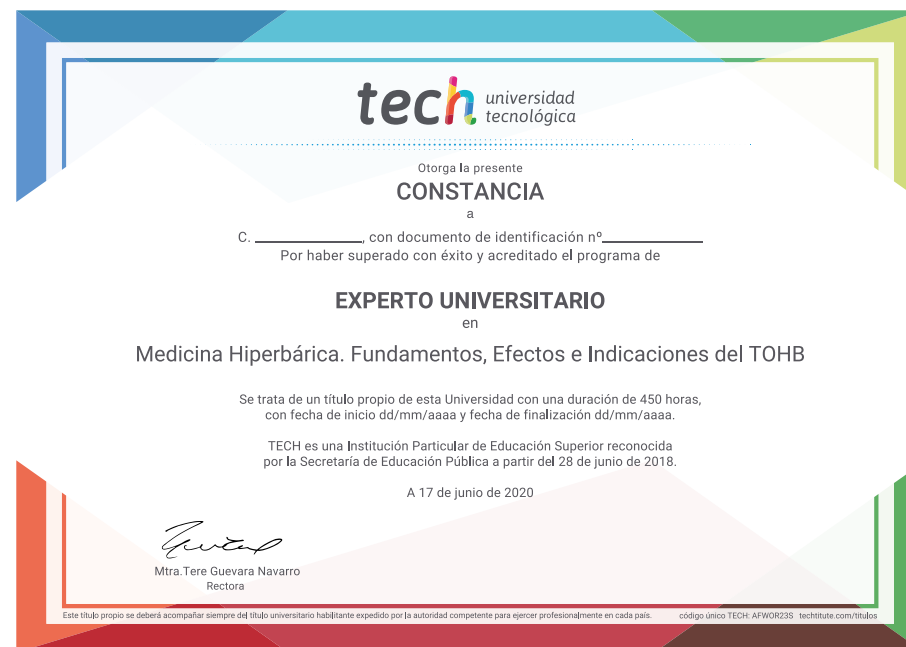 tech universidad
tecnológica
Otorga la presente
CONSTANCIA
a
C. ____________, con documento de identificación nº____________
Por haber superado con éxito y acreditado el programa de
EXPERTO UNIVERSITARIO
en
Medicina Hiperbárica. Fundamentos, Efectos e Indicaciones del TOHB
Se trata de un título propio de esta Universidad con una duración de 450 horas,
con fecha de inicio dd/mm/aaaa y fecha de finalización dd/mm/aaaa.
TECH es una Institución Particular de Educación Superior reconocida
por la Secretaría de Educación Pública a partir del 28 de junio de 2018.
A 17 de junio de 2020
Mtra.Tere Guevara Navarro
Rectora
Este título propio se deberá acompañar siempre del título universitario habilitante expedido por la autoridad competente para ejercer profesionalmente en cada país. código único TECH: AFWOR23S techtitute.com/titulos